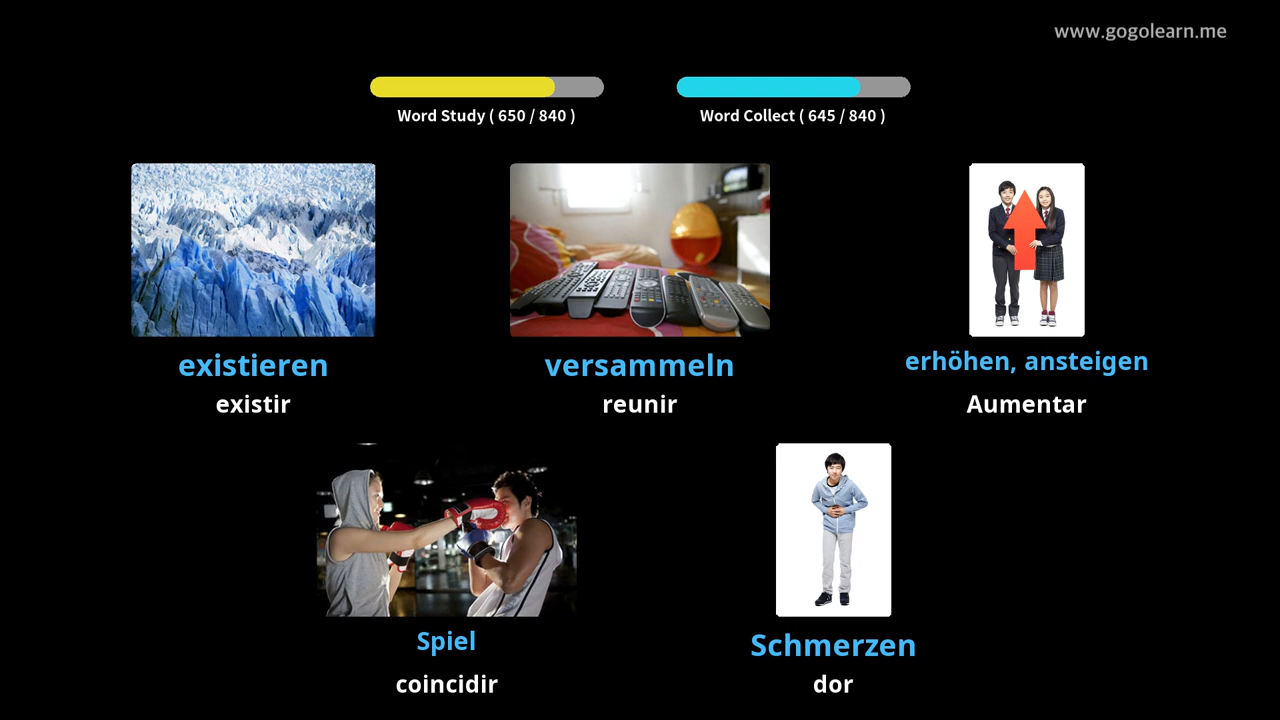 www.gogolearn.me
Word Study ( 650 / 840 )
Word Collect ( 645 / 840 )
existieren
existir
versammeln
reunir
erhöhen, ansteigen
Aumentar
Spiel
coincidir
Schmerzen
dor